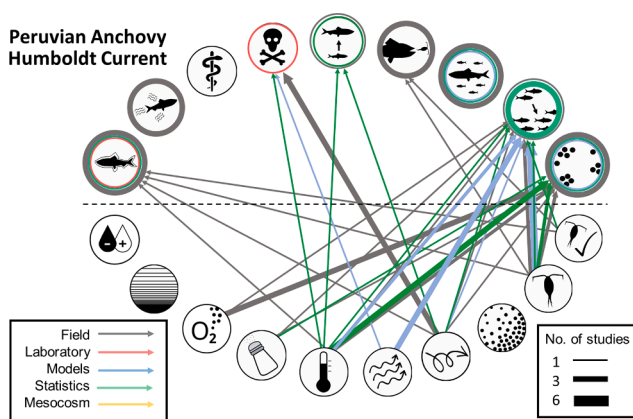 Peruvian Anchovy
Humboldt Current
- +
O₂
Field
Laboratory
Models
Statistics
Mesocosm
No. of studies
1
3
6